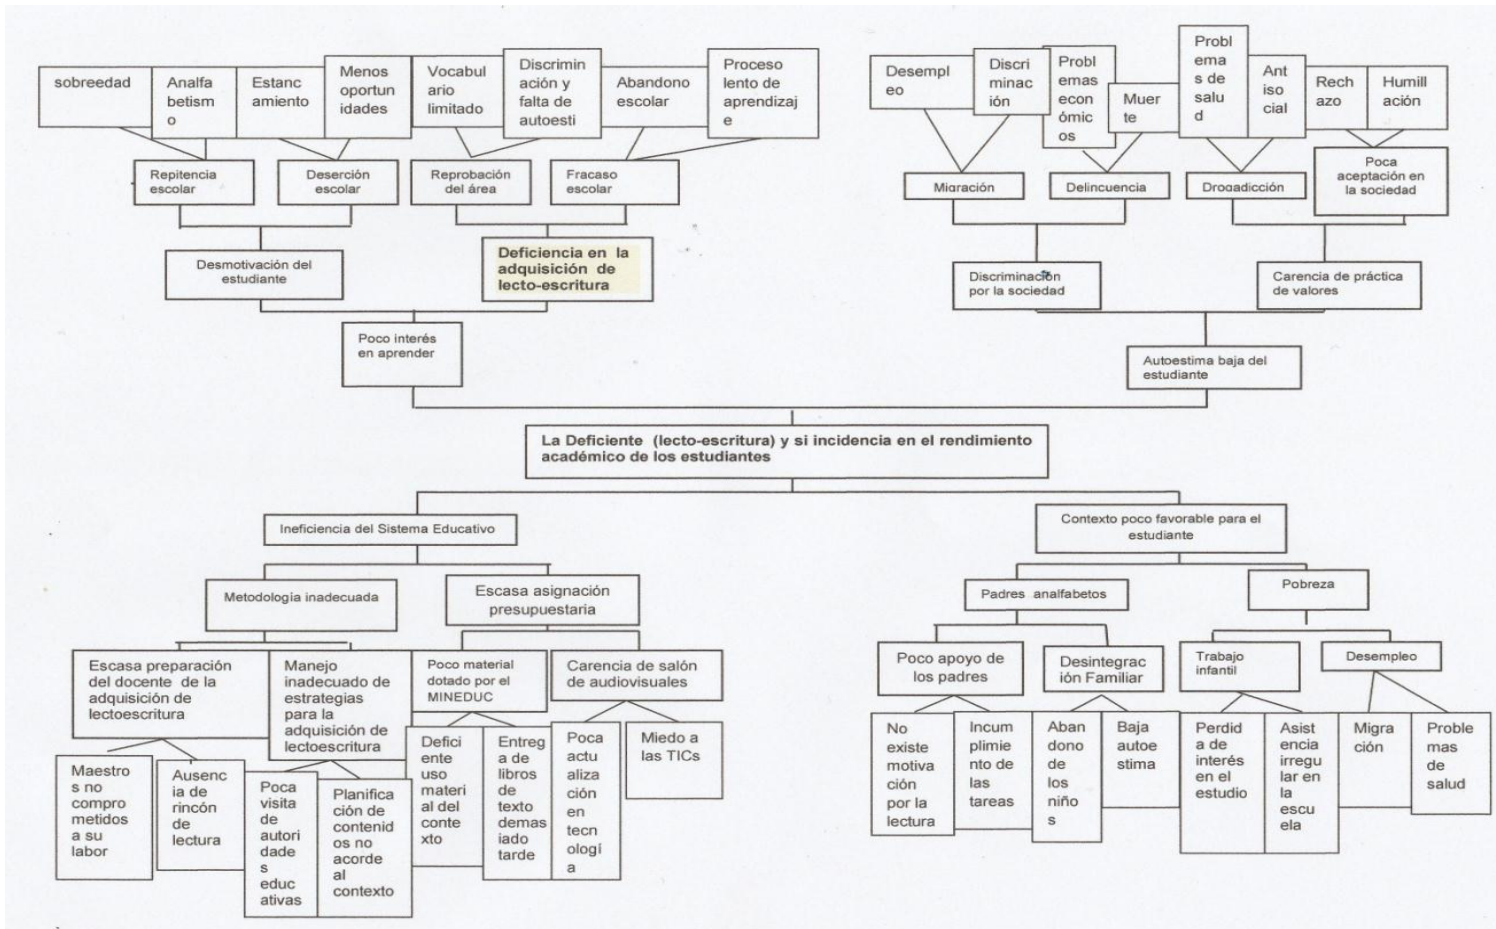 sobreedad
Analfa
betism
o
Estanc
amiento
Menos
oportun
idades
Vocabul
ario
limitado
Discrimin
ación y
falta de
autoesti
Abandono
escolar
Proceso
lento de
aprendizaj
e
Desempl
eo
Discri
minac
ión
Probl
emas
econ
ómic
os
Muer
te
Probl
ema
s de
salu
d
Ant
iso
cial
Rech
azo
Humill
ación
Repitencia
escolar
Deserción
escolar
Reprobación
del área
Fracaso
escolar
Migración
Delincuencia
Drogadicción
Poca
aceptación en
la sociedad
Desmotivación del
estudiante
Deficiencia en la
adquisición de
lecto-escritura
Discriminación
por la sociedad
Carencia de práctica
de valores
Poco interés
en aprender
Autoestima baja del
estudiante
La Deficiente (lecto-escritura) y si incidencia en el rendimiento
académico de los estudiantes
Ineficiencia del Sistema Educativo
Contexto poco favorable para el
estudiante
Metodología inadecuada
Escasa asignación
presupuestaria
Padres analfabetos
Pobreza
Escasa preparación
del docente de la
adquisición de
lectoescritura
Manejo
inadecuado de
estrategias
para la
adquisición de
lectoescritura
Poco material
dotado por el
MINEDUC
Carencia de salón
de audiovisuales
Poco apoyo de
los padres
Desintegrac
ión Familiar
Trabajo
infantil
Desempleo
Maestro
s no
compro
metidos
a su
labor
Ausenc
ia de
rincón
de
lectura
Poca
visita
de
autori
dade
s
educ
ativas
Planific
ación de
contenid
os no
acorde
al
contexto
Defici
ente
uso
materi
al del
conte
xto
Entreg
a de
libros
de
texto
demas
iado
tarde
Poca
actu
aliza
ción
en
tecn
ologí
a
Miedo a
las TICs
No
existe
motiva
ción
por la
lectura
Incum
plimie
nto de
las
tareas
Aban
dono
de
los
niño
s
Baja
autoe
stima
Perdid
a de
interés
en el
estudio
Asist
encia
irregu
lar en
la
escu
ela
Migra
ción
Proble
mas
de
salud